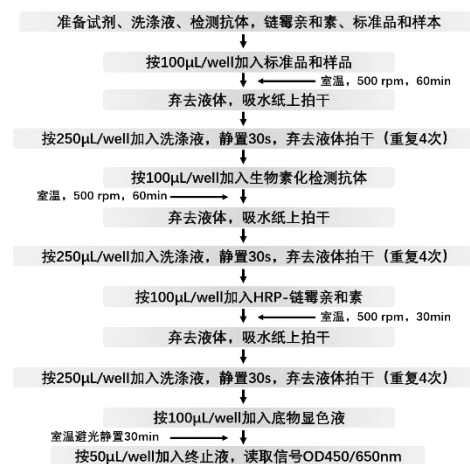 准备试剂、洗涤液、检测抗体，链霉亲和素、标准品和样本
按100μL/well加入标准品和样品
室温，500 rpm，60min
弃去液体，吸水纸上拍干
按250μL/well加入洗涤液，静置30s，弃去液体拍干（重复4次）
按100μL/well加入生物素化检测抗体
室温，500 rpm，60min
弃去液体，吸水纸上拍干
按250μL/well加入洗涤液，静置30s，弃去液体拍干（重复4次）
按100μL/well加入HRP-链霉亲和素
室温，500 rpm，30min
弃去液体，吸水纸上拍干
按250μL/well加入洗涤液，静置30s，弃去液体拍干（重复4次）
按100μL/well加入底物显色液
室温避光静置30min
按50μL/well加入终止液，读取信号OD450/650nm